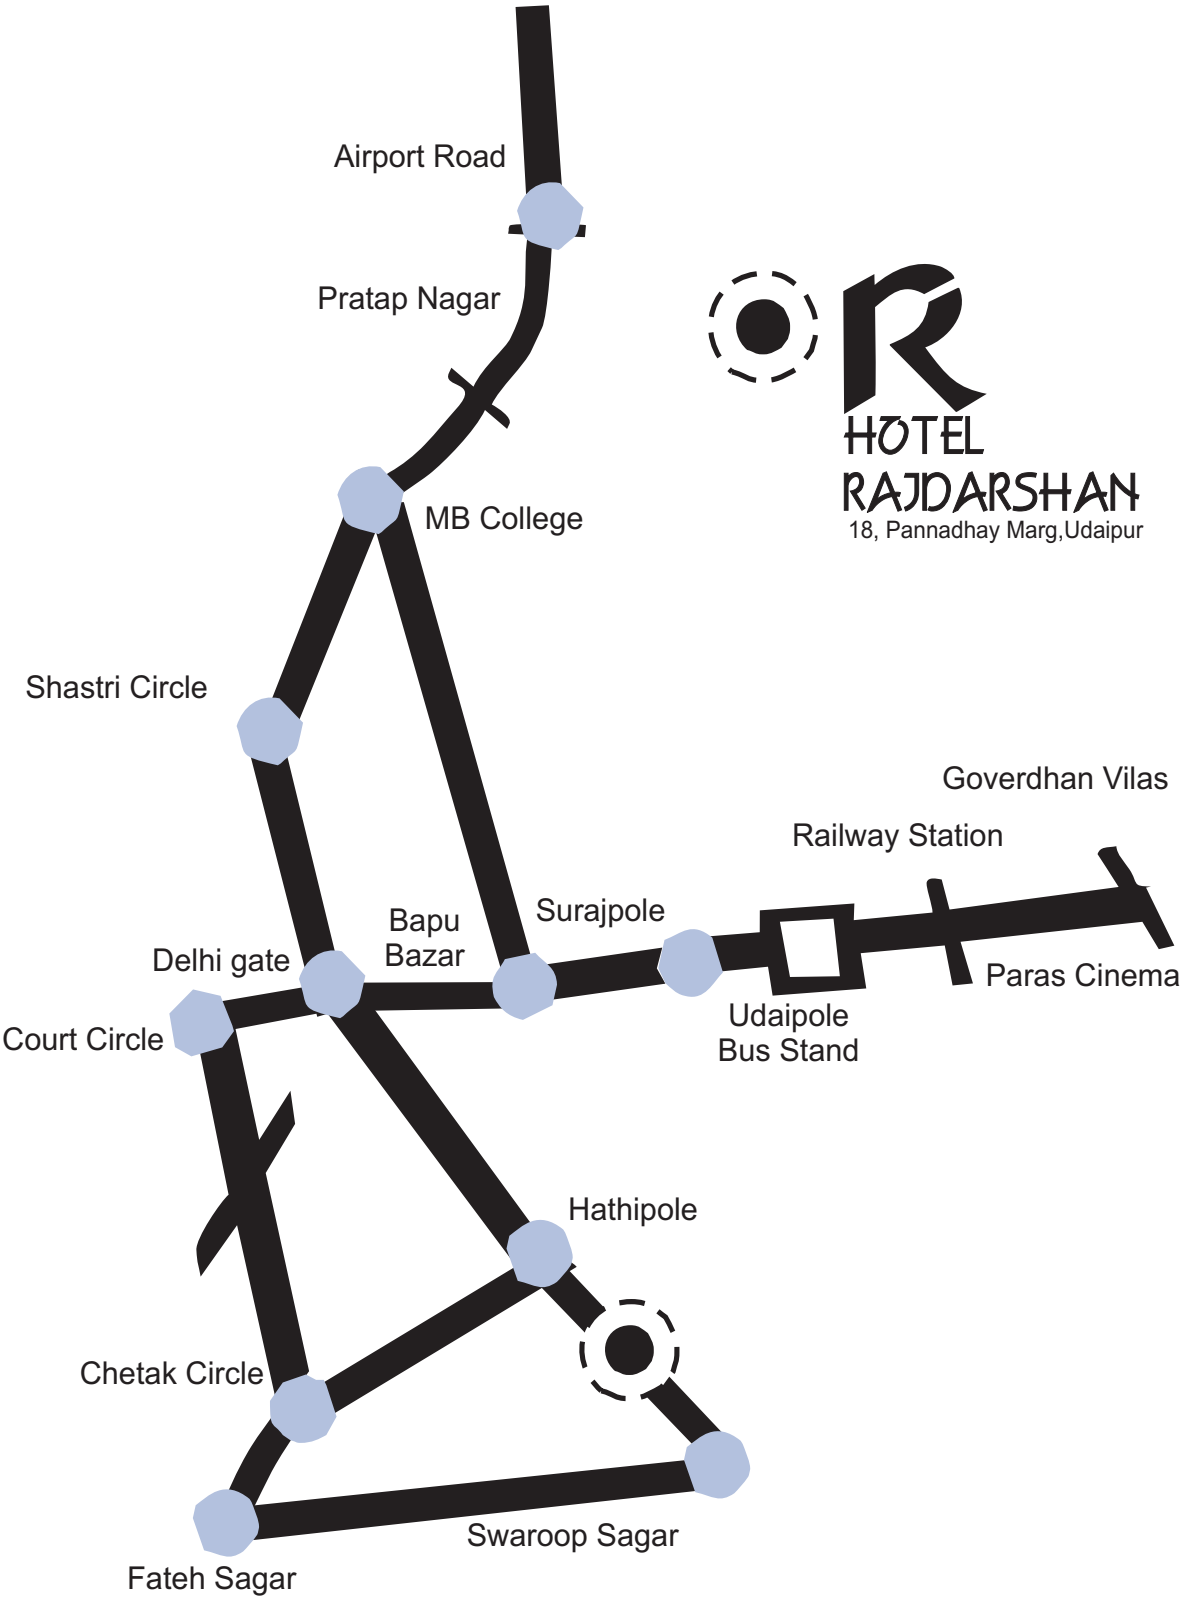 Airport Road
Pratap Nagar
R
HOTEL
RAJDARSHAN
18, Pannadhay Marg,Udaipur
MB College
Shastri Circle
Goverdhan Vilas
Railway Station
Surajpole
Bapu
Bazar
Delhi gate
Paras Cinema
Court Circle
Udaipole
Bus Stand
Hathipole
Chetak Circle
Swaroop Sagar
Fateh Sagar